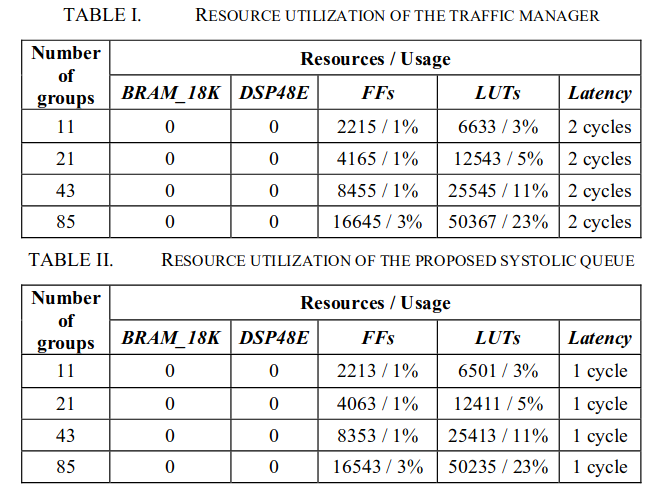 TABLE I. RESOURCE UTILIZATION OF THE TRAFFIC MANAGER
Number of groups Resources / Usage
BRAM_18K DSP48E FFs LUTs Latency
11 0 0 2215 / 1% 6633 / 3% 2 cycles
21 0 0 4165 / 1% 12543 / 5% 2 cycles
43 0 0 8455 / 1% 25545 / 11% 2 cycles
85 0 0 16645 / 3% 50367 / 23% 2 cycles
TABLE II. RESOURCE UTILIZATION OF THE PROPOSED SYSTOLIC QUEUE
Number of groups Resources / Usage
BRAM_18K DSP48E FFs LUTs Latency
11 0 0 2213 / 1% 6501 / 3% 1 cycle
21 0 0 4063 / 1% 12411 / 5% 1 cycle
43 0 0 8353 / 1% 25413 / 11% 1 cycle
85 0 0 16543 / 3% 50235 / 23% 1 cycle